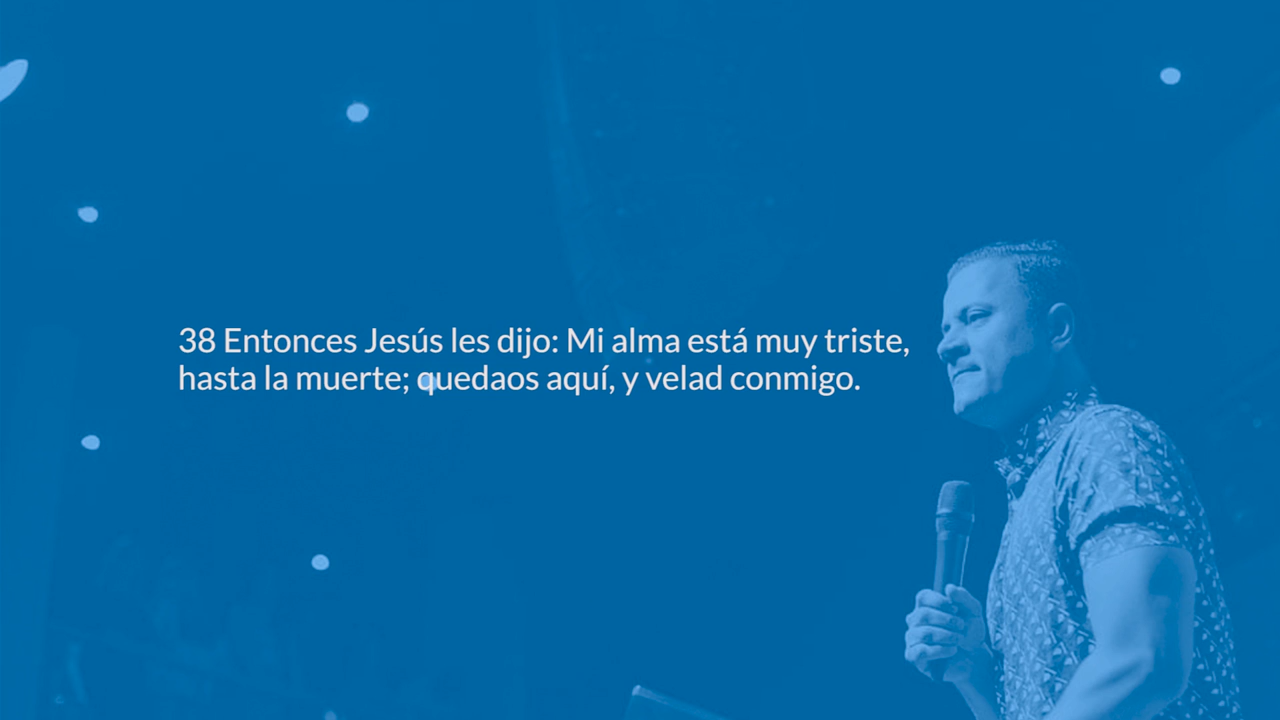 38 Entonces Jesús les dijo: Mi alma está muy triste,
hasta la muerte; quedaos aquí, y velad conmigo.